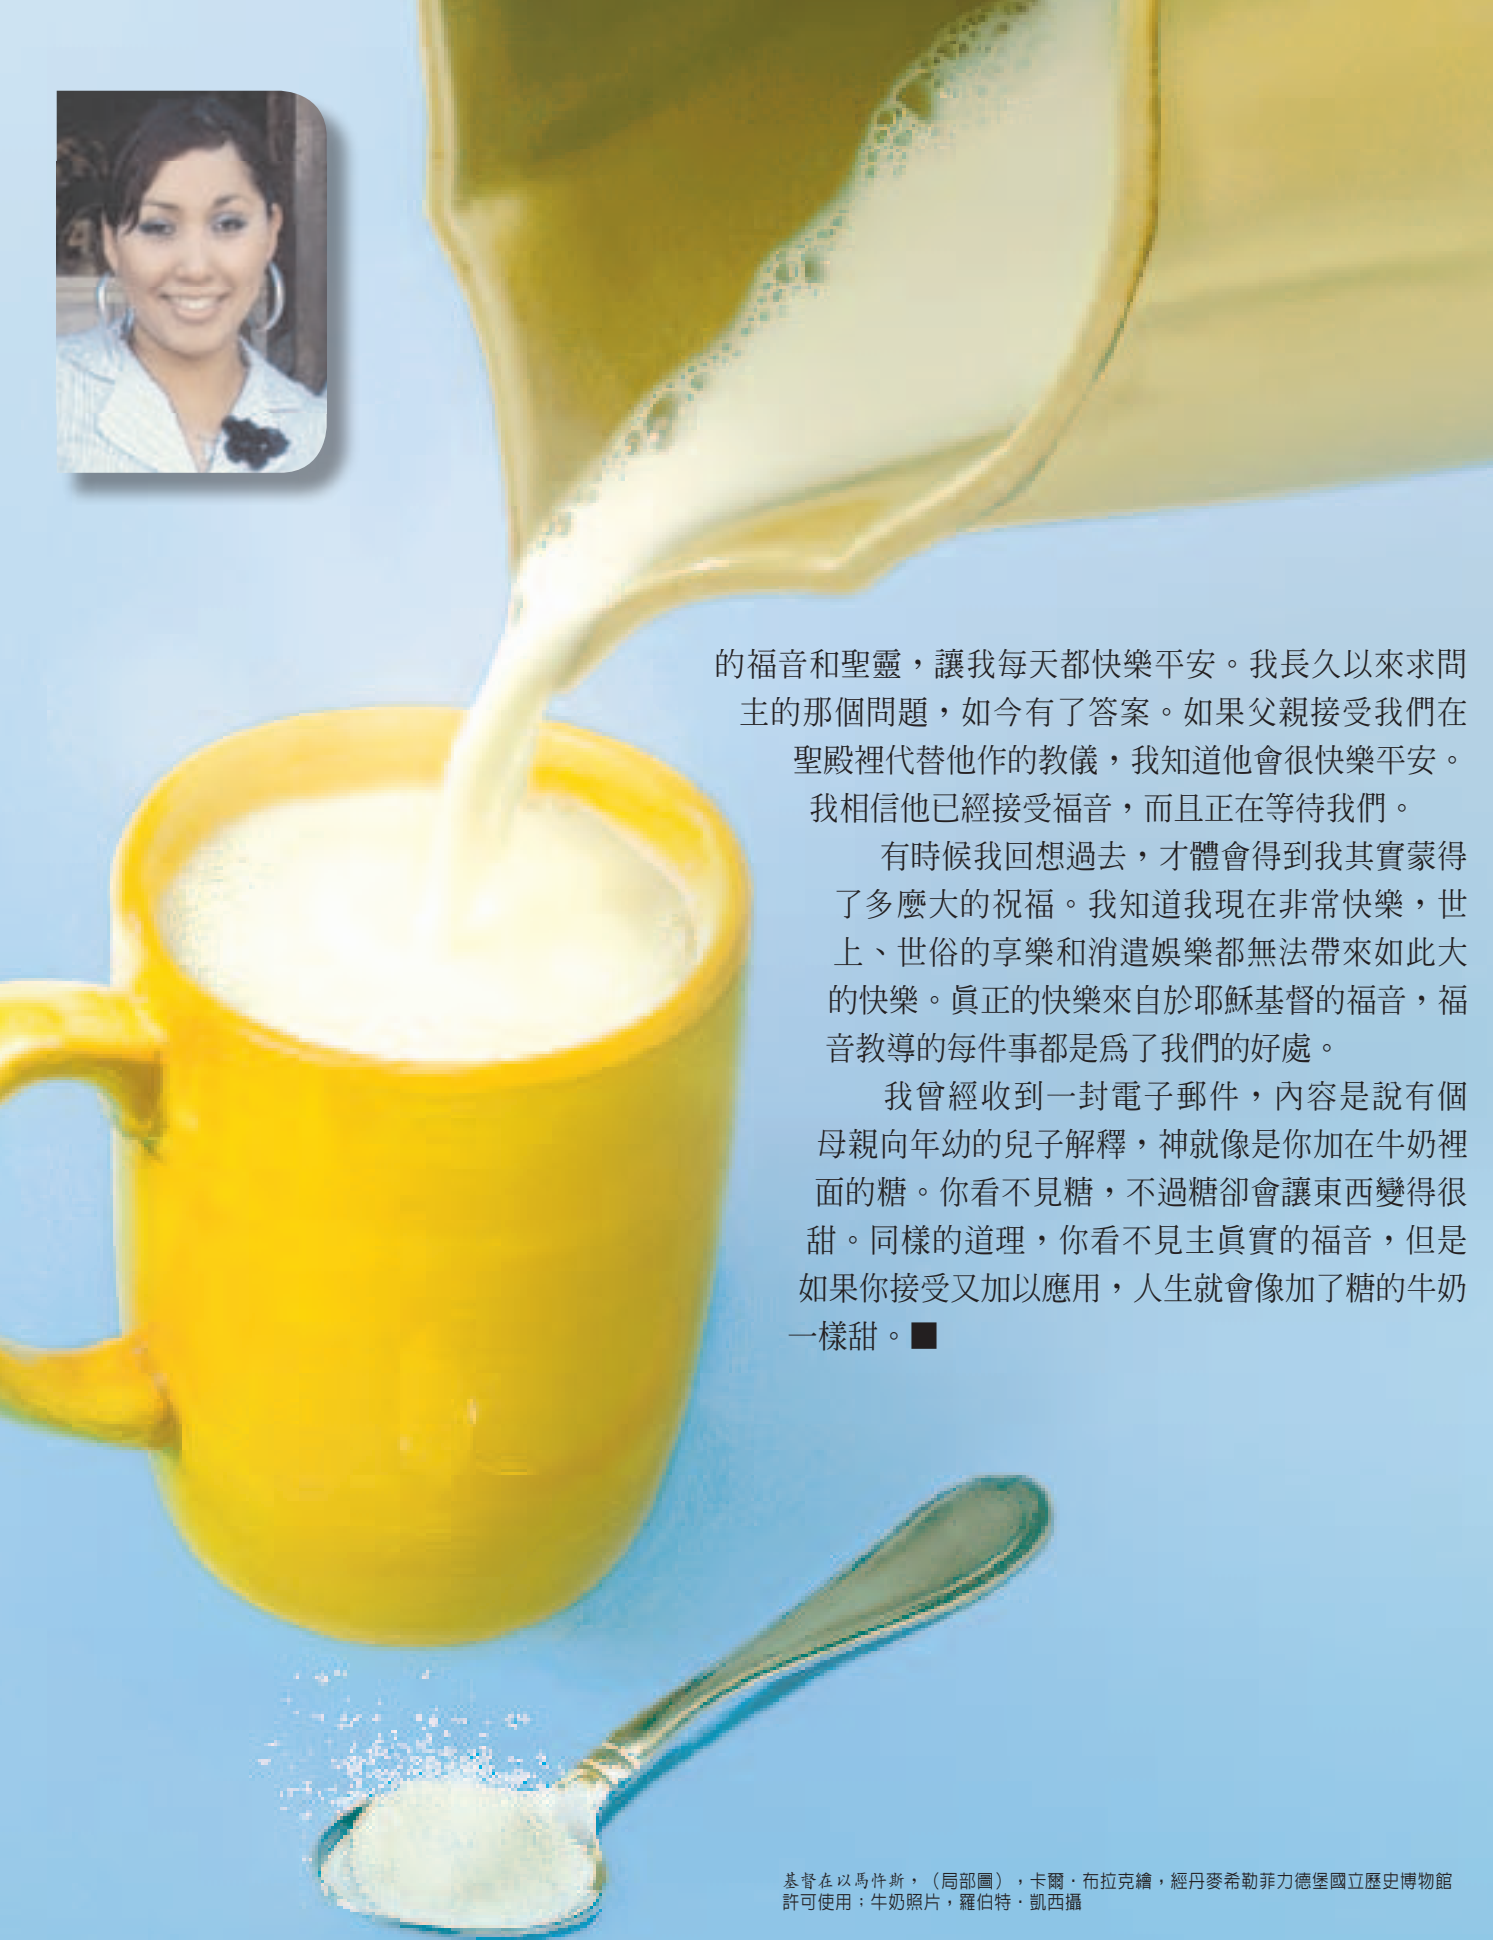 的福音和聖靈，讓我每天都快樂平安。我長久以來求問
主的那個問題，如今有了答案。如果父親接受我們在
聖殿裡代替他作的教儀，我知道他會很快樂平安。
我相信他已經接受福音，而且正在等待我們。
有時候我回想過去，才體會得到我其實蒙得
了多麼大的祝福。我知道我現在非常快樂，世
上、世俗的享樂和消遣娛樂都無法帶來如此大
的快樂。眞正的快樂來自於耶穌基督的福音，福
音教導的每件事都是爲了我們的好處。
我曾經收到一封電子郵件，內容是說有個
母親向年幼的兒子解釋，神就像是你加在牛奶裡
面的糖。你看不見糖，不過糖卻會讓東西變得很
甜。同樣的道理，你看不見主眞實的福音，但是
如果你接受又加以應用，人生就會像加了糖的牛奶
一樣甜。■
基督在以馬忤斯，（局部圖），卡爾·布拉克繪，經丹麥希勒菲力德堡國立歷史博物館
許可使用；牛奶照片，羅伯特·凱西攝